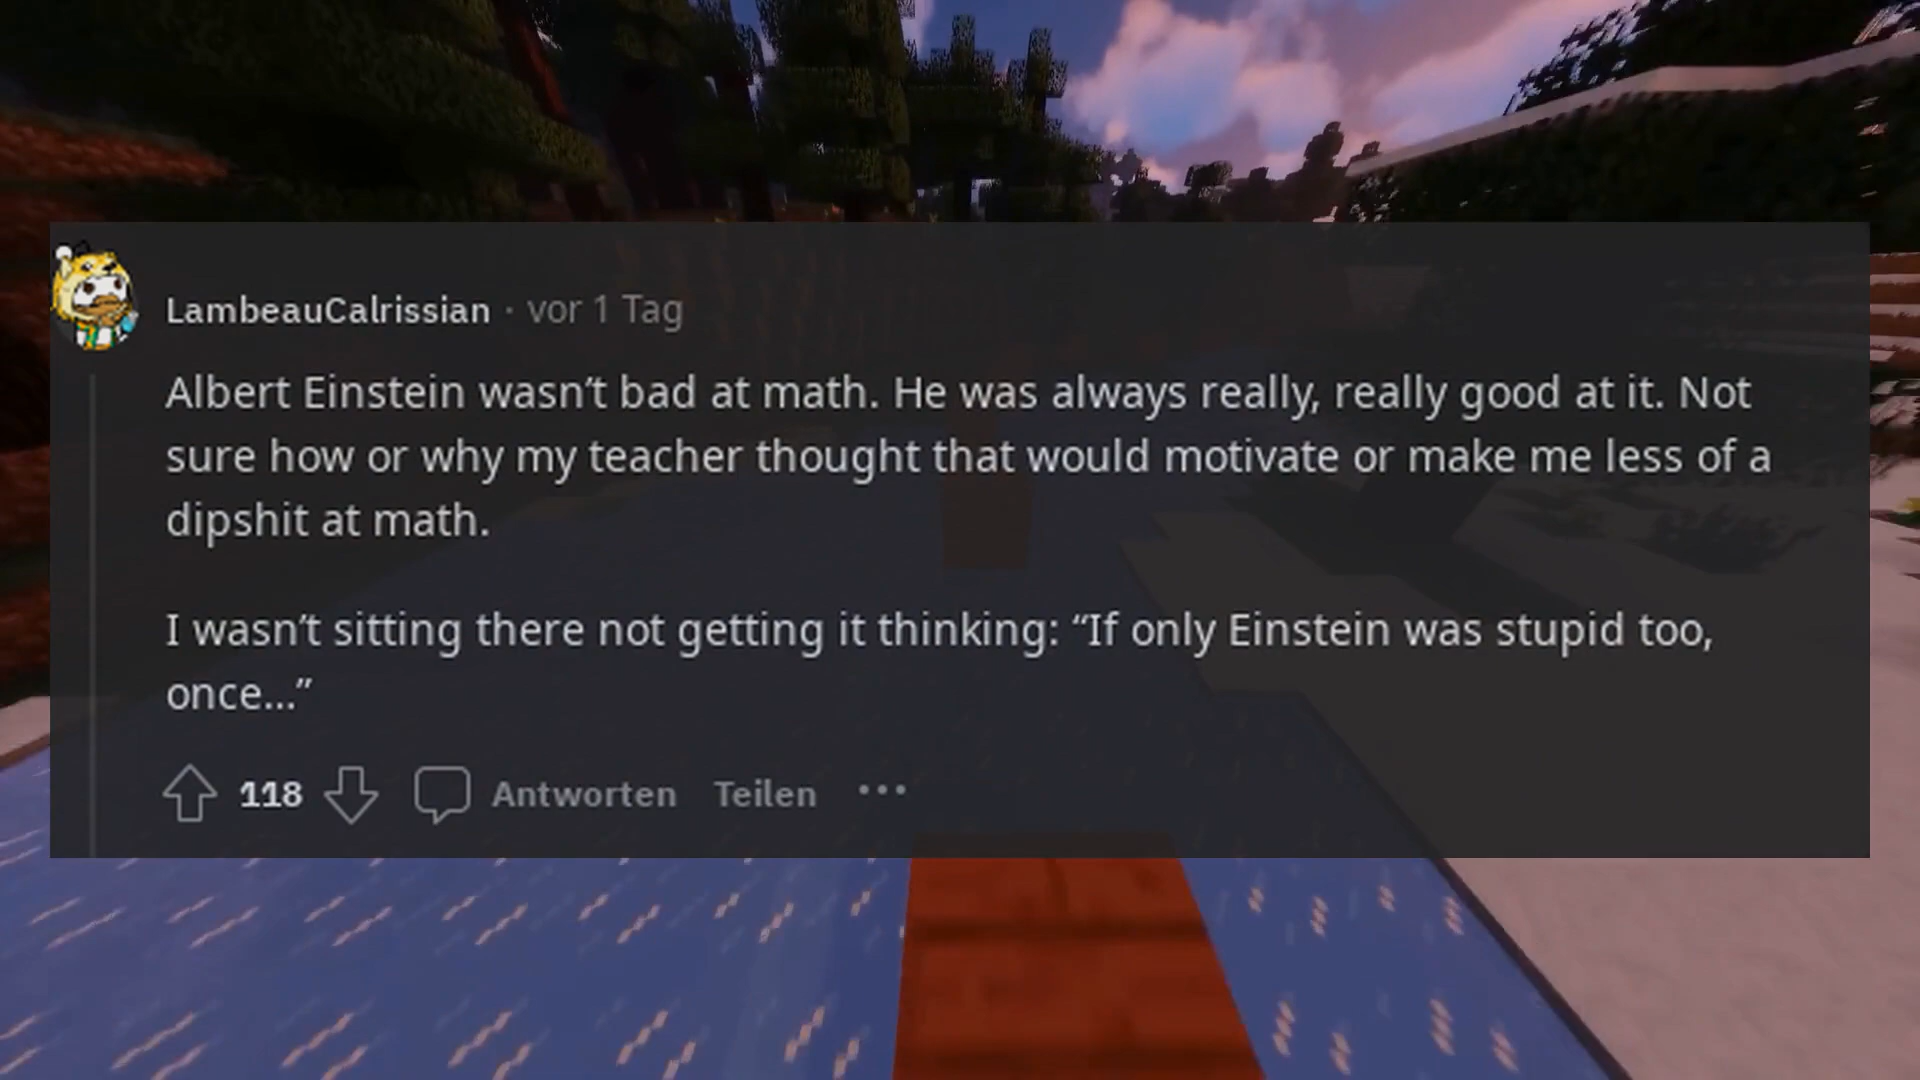 LambeauCalrissian · vor 1 Tag
Albert Einstein wasn’t bad at math. He was always really, really good at it. Not
sure how or why my teacher thought that would motivate or make me less of a
dipshit at math.
I wasn’t sitting there not getting it thinking: “If only Einstein was stupid too,
once...”
118 Antworten Teilen ···